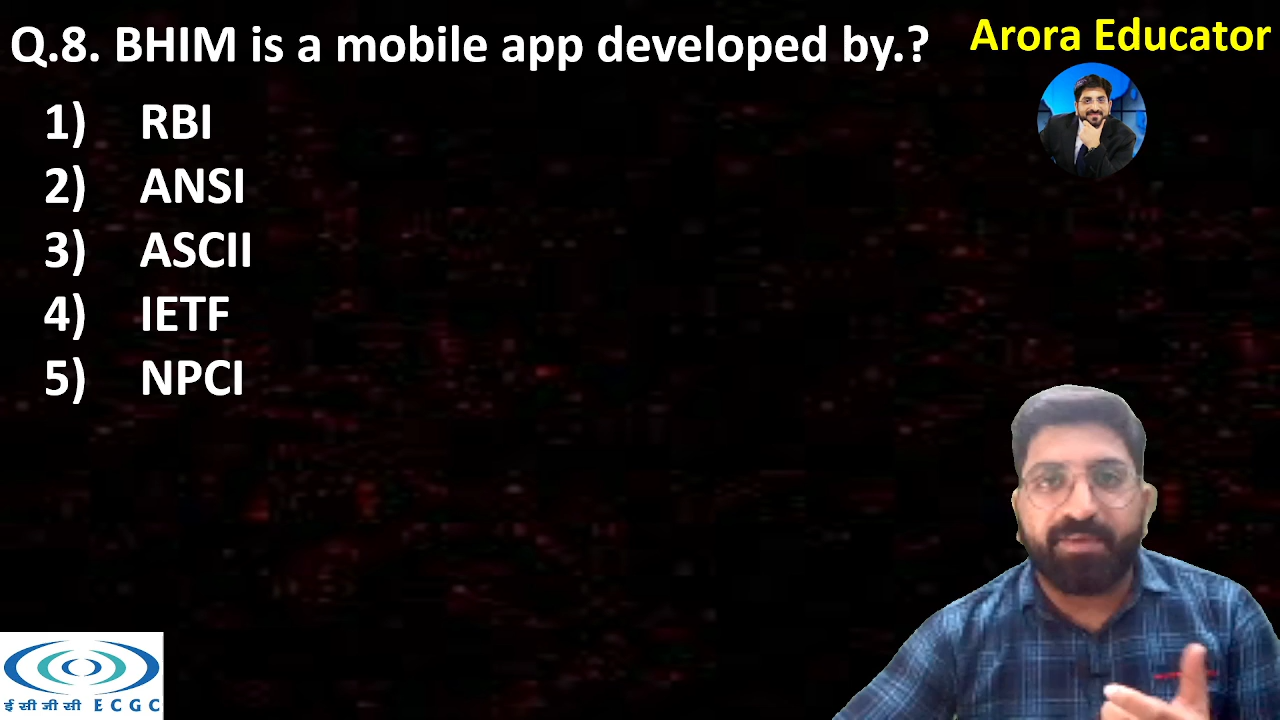 Q.8. BHIM is a mobile app developed by.?
Arora Educator
1) RBI
2) ANSI
3) ASCII
4) IETF
5) NPCI
ई सी जी सी ECGC